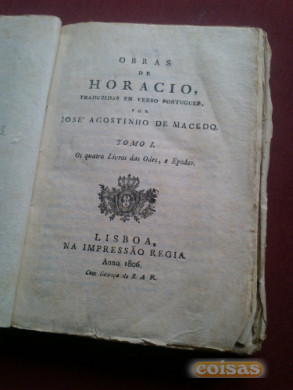 OBRAS
DE
HORACIO,
TRADUZIDAS EM VERSO PORTUGUEZ,
POR
JOSÉ AGOSTINHO DE MACEDO.
TOMO I.
Os quatro Livros das Odes, e Epodos.
LISBOA,
NA IMPRESSÃO REGIA.
Anno 1806.
Com Licença de S. A. R.
coisas